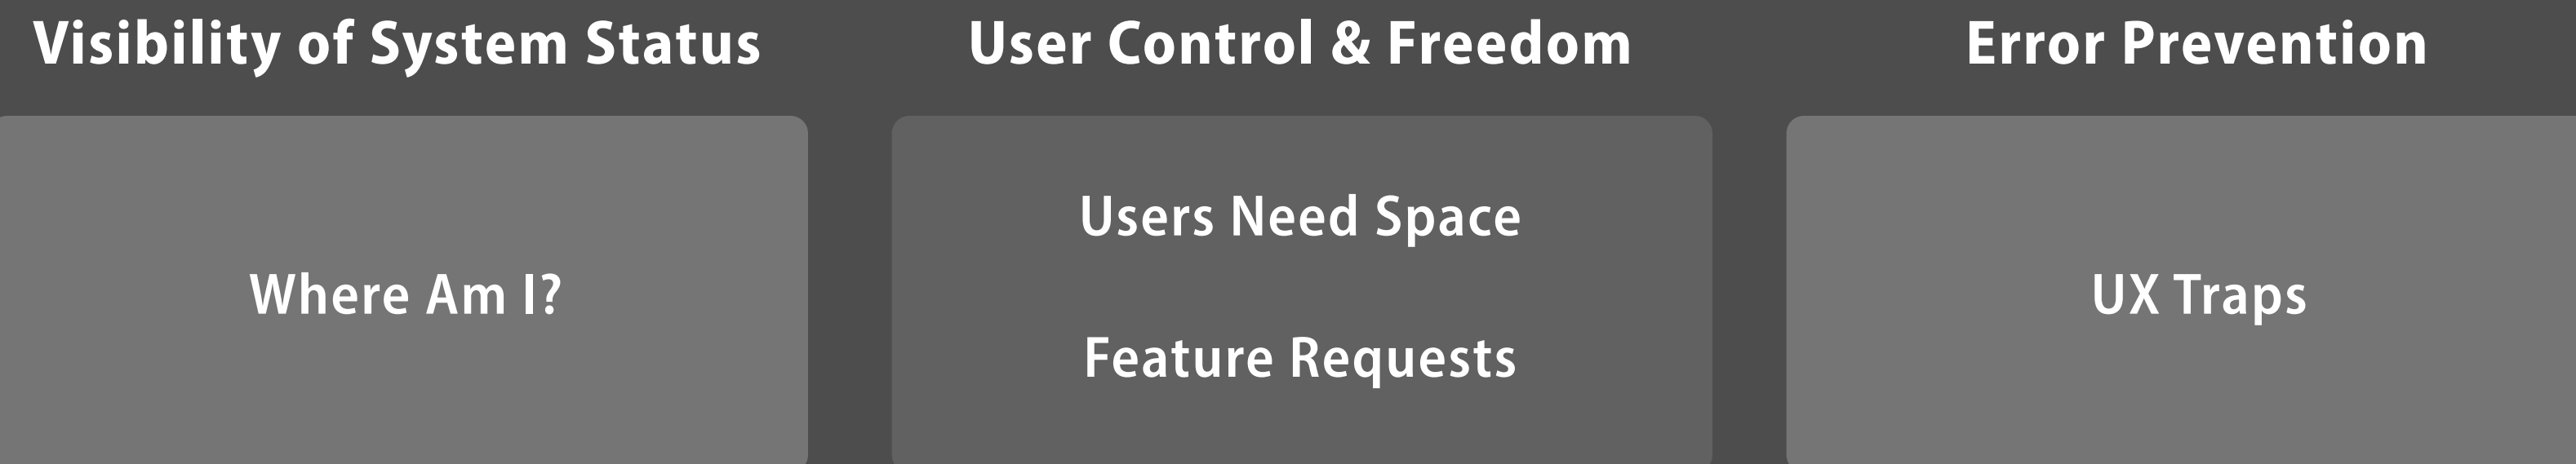 Visibility of System Status
User Control & Freedom
Error Prevention
Where Am I?
Users Need Space
Feature Requests
UX Traps